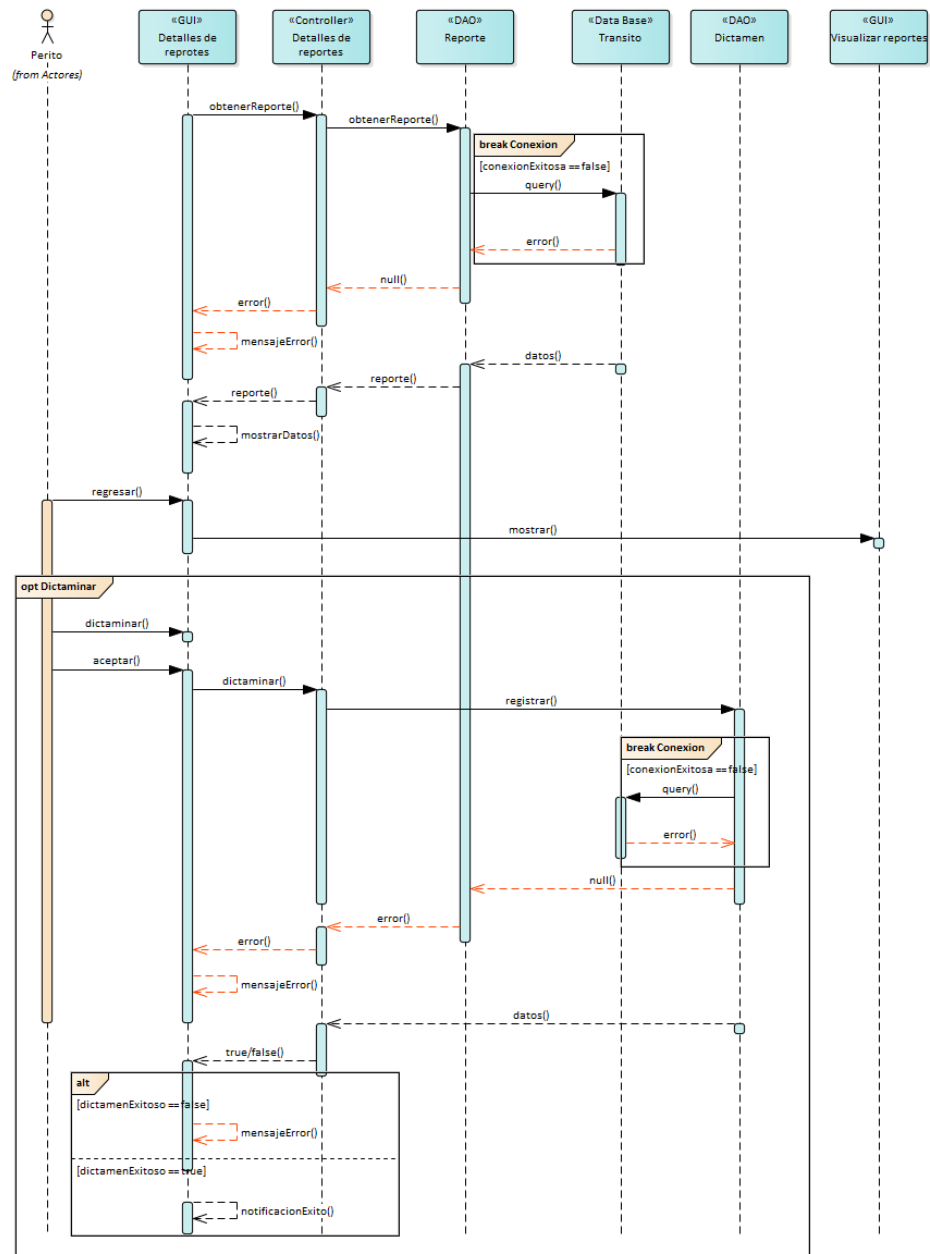 Perito
(from Actores)
«GUI»
Detalles de
reprotes
«Controller»
Detalles de
reportes
«DAO»
Reporte
«Data Base»
Transito
«DAO»
Dictamen
«GUI»
Visualizar reportes
obtenerReporte()
obtenerReporte()
break Conexion
[conexionExitosa ==false]
query()
error()
null()
error()
mensajeError()
datos()
reporte()
reporte()
mostrarDatos()
regresar()
mostrar()
opt Dictaminar
dictaminar()
aceptar()
dictaminar()
registrar()
break Conexion
[conexionExitosa ==false]
query()
error()
null()
error()
error()
mensajeError()
datos()
true/false()
alt
[dictamenExitoso ==false]
mensajeError()
[dictamenExitoso ==true]
notificacionExito()